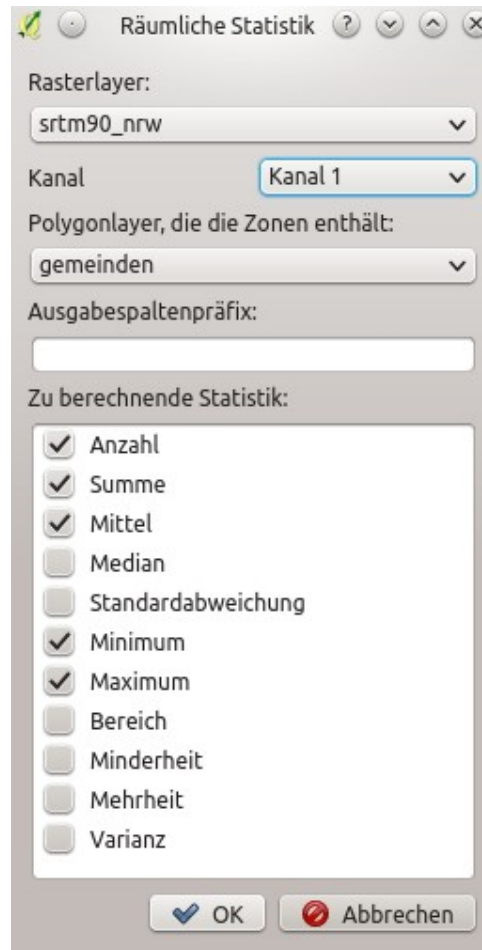 Räumliche Statistik
Rasterlayer:
srtm90_nrw
Kanal Kanal 1
Polygonlayer, die die Zonen enthält:
gemeinden
Ausgabespaltenpräfix:
Zu berechnende Statistik:
Anzahl
Summe
Mittel
Median
Standardabweichung
Minimum
Maximum
Bereich
Minderheit
Mehrheit
Varianz
OK Abbrechen